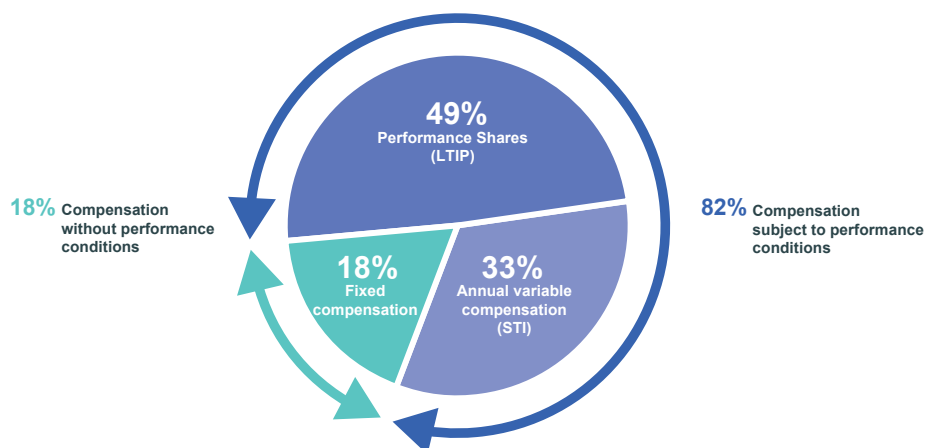 49%
Performance Shares
(LTIP)
18% Compensation
without performance
conditions
82% Compensation
subject to performance
conditions
18%
Fixed
compensation
33%
Annual variable
compensation
(STI)